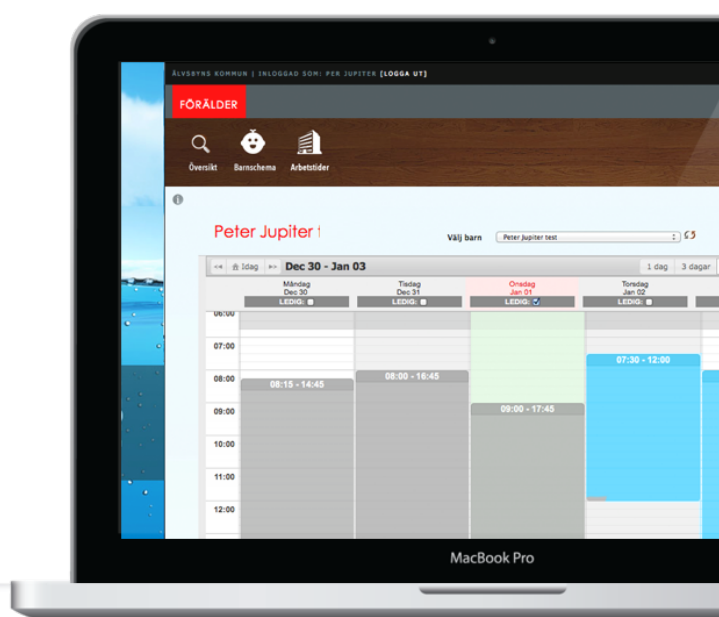 ÄLVSBYNS KOMMUN | INLOGGAD SOM: PER JUPITER [LOGGA UT]
FÖRÄLDER
Översikt Barnschema Arbetstider
Peter Jupiter
Välj barn Peter Jupiter test
Idag Dec 30 - Jan 03 1 dag 3 dagar
Måndag Tisdag Onsdag Torsdag
Dec 30 Dec 31 Jan 01 Jan 02
LEDIG: LEDIG: LEDIG: LEDIG:
06:00
07:00
07:30 - 12:00
08:00 08:15 - 14:45 08:00 - 16:45
09:00 09:00 - 17:45
10:00
11:00
12:00
MacBook Pro